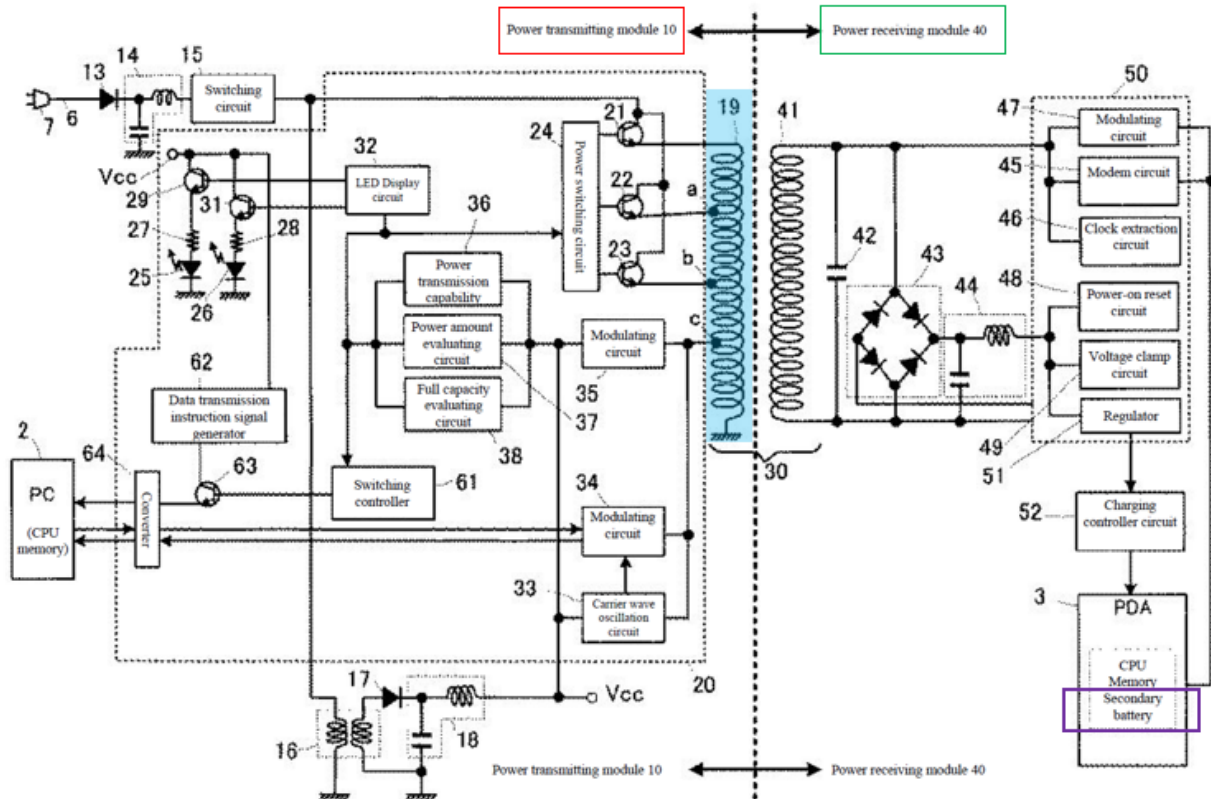 Power transmitting module 10
Power receiving module 40
14
15
13
Switching
circuit
7
6
Vcc
29
31
27
28
25
26
32
LED Display
circuit
36
Power
transmission
capability
Power amount
evaluating
circuit
37
Full capacity
evaluating
circuit
38
24
Power switching circuit
21
22
23
a
b
c
19
41
30
Modulating
circuit
35
62
Data transmission
instruction signal
generator
63
64
Converter
2
PC
(CPU
memory)
Switching
controller
61
34
Modulating
circuit
33
Carrier wave
oscillation
circuit
20
16
17
18
Vcc
42
43
44
50
47
Modulating
circuit
45
Modem circuit
46
Clock extraction
circuit
48
Power-on reset
circuit
Voltage clamp
circuit
49
Regulator
51
52
Charging
controller circuit
3
PDA
CPU
Memory
Secondary
battery
Power transmitting module 10
Power receiving module 40